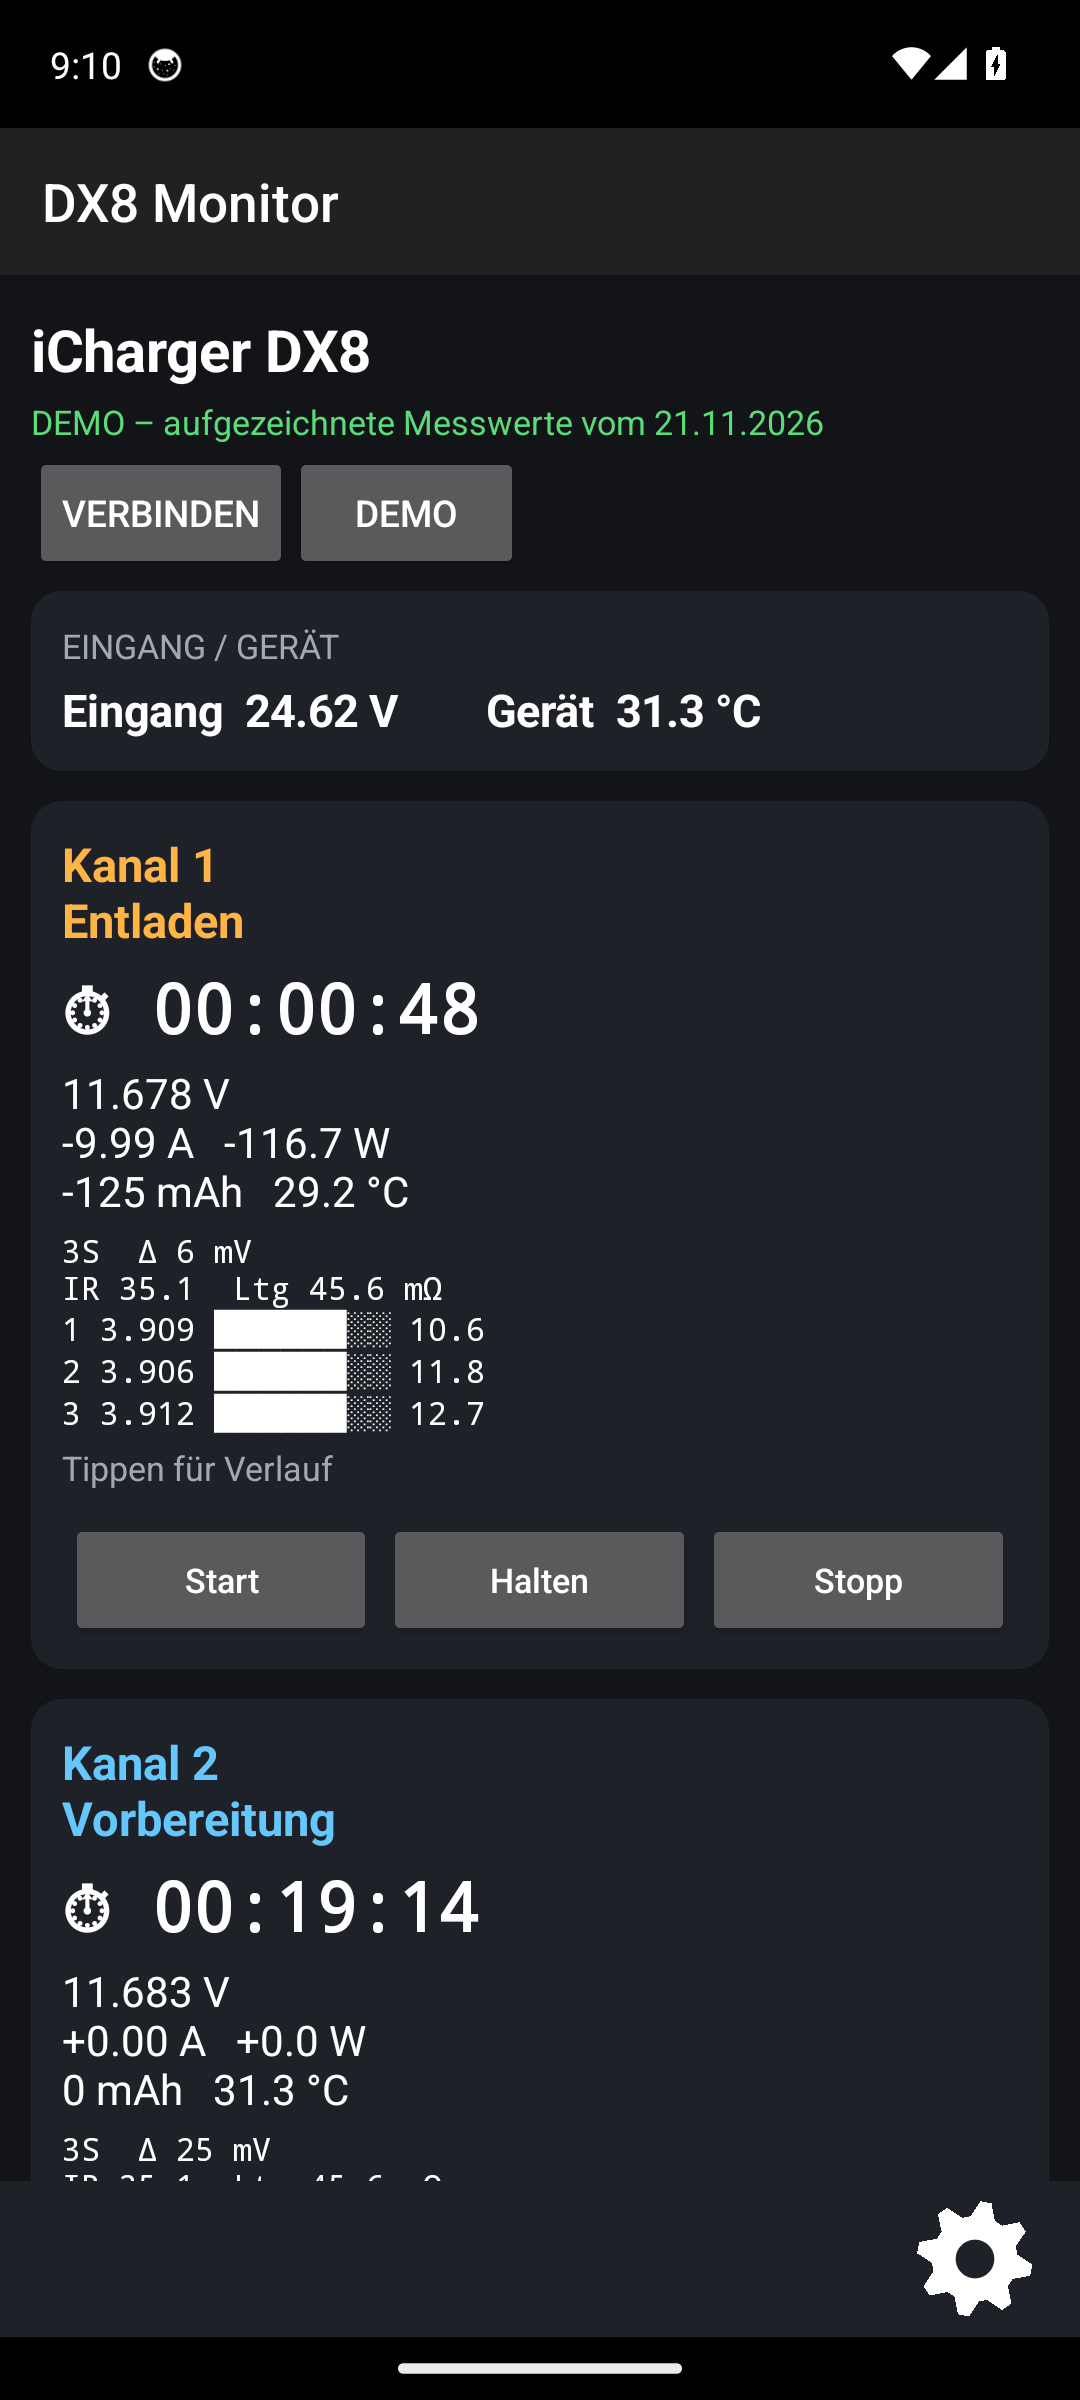 9:10
DX8 Monitor
iCharger DX8
DEMO – aufgezeichnete Messwerte vom 21.11.2026
VERBINDEN DEMO
EINGANG / GERÄT
Eingang 24.62 V Gerät 31.3 °C
Kanal 1
Entladen
⏱ 00:00:48
11.678 V
-9.99 A -116.7 W
-125 mAh 29.2 °C
3S Δ 6 mV
IR 35.1 Ltg 45.6 mΩ
1 3.909 ██████░░ 10.6
2 3.906 ██████░░ 11.8
3 3.912 ██████░░ 12.7
Tippen für Verlauf
Start Halten Stopp
Kanal 2
Vorbereitung
⏱ 00:19:14
11.683 V
+0.00 A +0.0 W
0 mAh 31.3 °C
3S Δ 25 mV